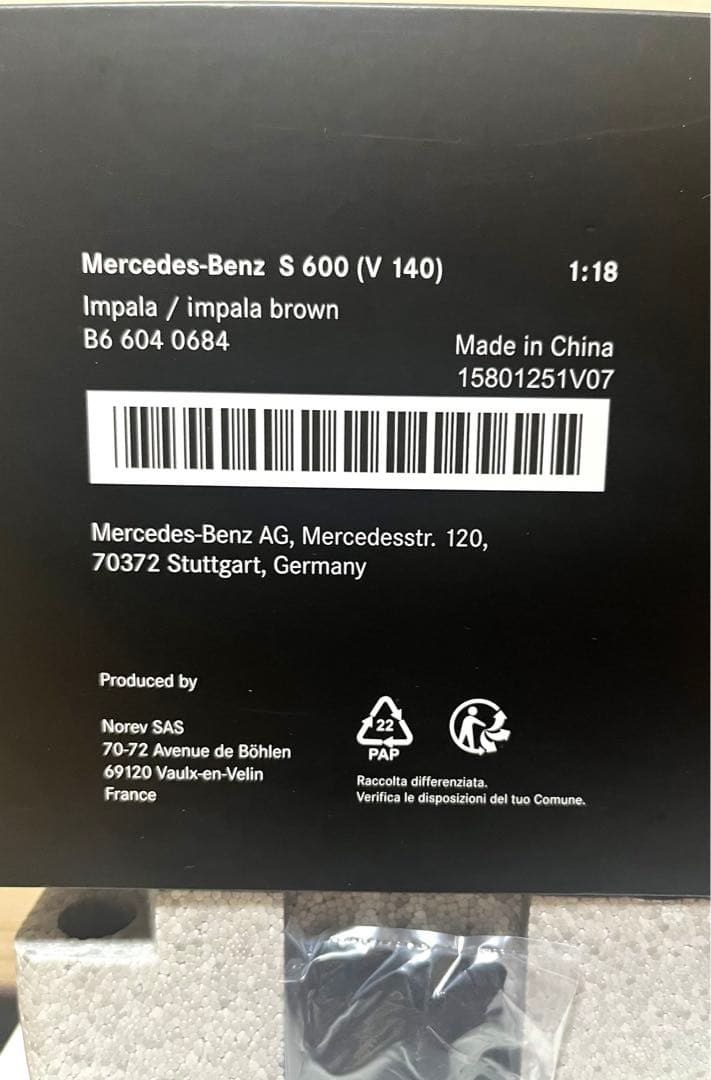 Mercedes-Benz S 600 (V 140)
1:18
Impala / impala brown
B6 604 0684
Made in China
15801251V07
Mercedes-Benz AG, Mercedesstr. 120,
70372 Stuttgart, Germany
Produced by
Norev SAS
70-72 Avenue de Böhlen
69120 Vaulx-en-Velin
France
22
PAP
Raccolta differenziata.
Verifica le disposizioni del tuo Comune.